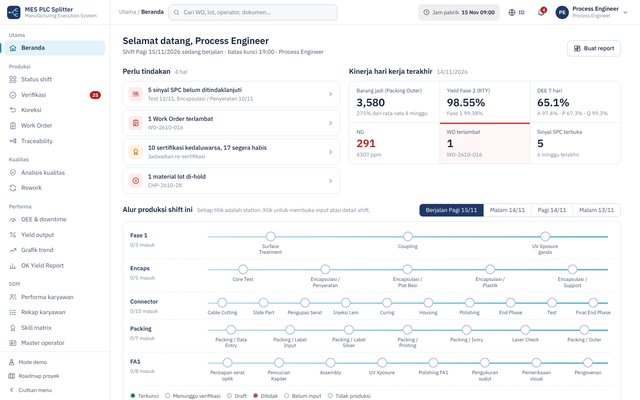 MES PLC Splitter
Manufacturing Execution System
Utama / Beranda
Cari WO, lot, operator, dokumen...
Jam pabrik 15 Nov 09:00
ID
4
PE
Process Engineer
Process Engineer
Utama
Beranda
Produksi
Status shift
Verifikasi
25
Koreksi
Work Order
Traceability
Kualitas
Analisis kualitas
Rework
Performa
OEE & downtime
Yield output
Grafik trend
OK Yield Report
SDM
Performa karyawan
Rekap karyawan
Skill matrix
Master operator
Mode demo
Roadmap proyek
Ciutkan menu
Selamat datang, Process Engineer
Shift Pagi 15/11/2026 sedang berjalan · batas kunci 19:00 · Process Engineer
Buat report
Perlu tindakan 4 hal
5 sinyal SPC belum ditindaklanjuti
Test 11/11, Encapsulasi / Penyeratan 10/11
1 Work Order terlambat
WO-2610-016
10 sertifikasi kedaluwarsa, 17 segera habis
Jadwalkan re-sertifikasi
1 material lot di-hold
CHP-2610-28
Kinerja hari kerja terakhir 14/11/2026
Barang jadi (Packing Outer)
3,580
275% dari rata-rata 4 minggu
Yield Fase 2 (RTY)
98.55%
Fase 1 99.38%
OEE 7 hari
65.1%
A 97.4% · P 67.3% · Q 99.3%
NG
291
4307 ppm
WO terlambat
1
WO-2610-016
Sinyal SPC terbuka
5
6 minggu terakhir
Alur produksi shift ini Setiap titik adalah station. Klik untuk membuka input atau detail shift.
Berjalan Pagi 15/11
Malam 14/11
Pagi 14/11
Malam 13/11
Fase 1
0/3 masuk
Surface Treatment
Coupling
UV Xposure ganda
Encaps
0/5 masuk
Core Test
Encapsulasi / Penyeratan
Encapsulasi / Plat Besi
Encapsulasi / Plastik
Encapsulasi / Support
Connector
0/10 masuk
Cable Cutting
Slide Part
Pengupas Serat
Injeksi Lem
Curing
Housing
Polishing
End Phase
Test
Final End Phase
Packing
0/7 masuk
Packing / Data Entry
Packing / Label Input
Packing / Label Silver
Packing / Printing
Packing / Ivory
Laser Check
Packing / Outer
FA1
0/8 masuk
Persiapan serat optik
Pencucian Kepiler
Assembly
UV Xposure
Polishing FA1
Pengukuran sudut
Pemeriksaan visual
Pengovenan
Terkunci
Menunggu verifikasi
Draft
Ditolak
Belum input
Tidak produksi